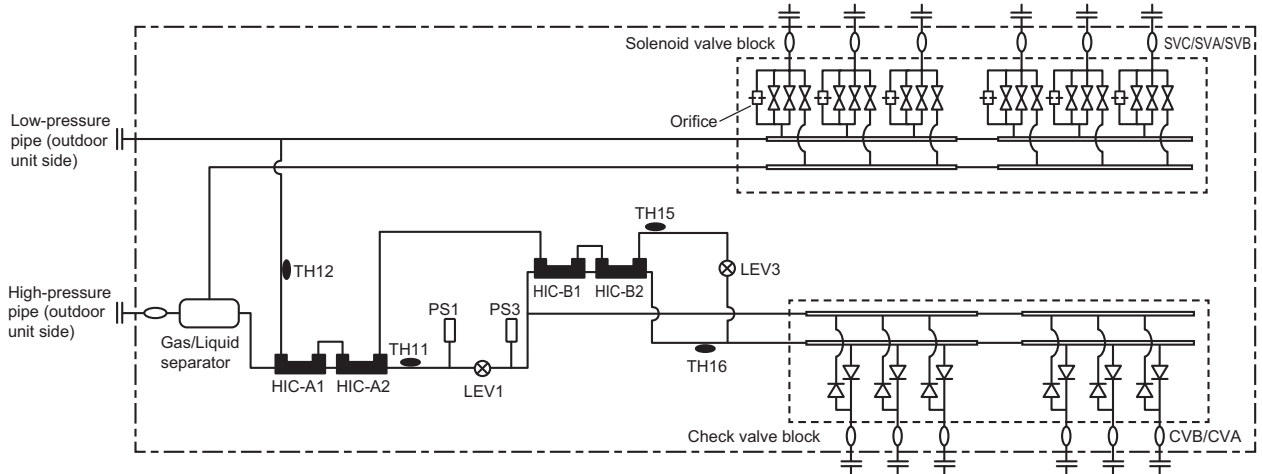 Solenoid valve block
SVC/SVA/SVB
Orifice
Low-pressure
pipe (outdoor
unit side)
TH15
TH12
LEV3
HIC-B1
HIC-B2
High-pressure
pipe (outdoor
unit side)
PS1
PS3
Gas/Liquid
separator
TH11
TH16
HIC-A1
HIC-A2
LEV1
Check valve block
CVB/CVA